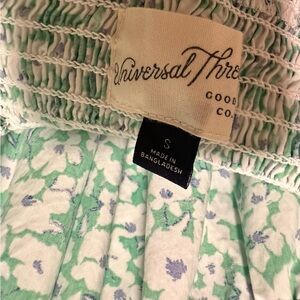 Universal Thre
GOOD
CO.
S
MADE IN
BANGLADESH